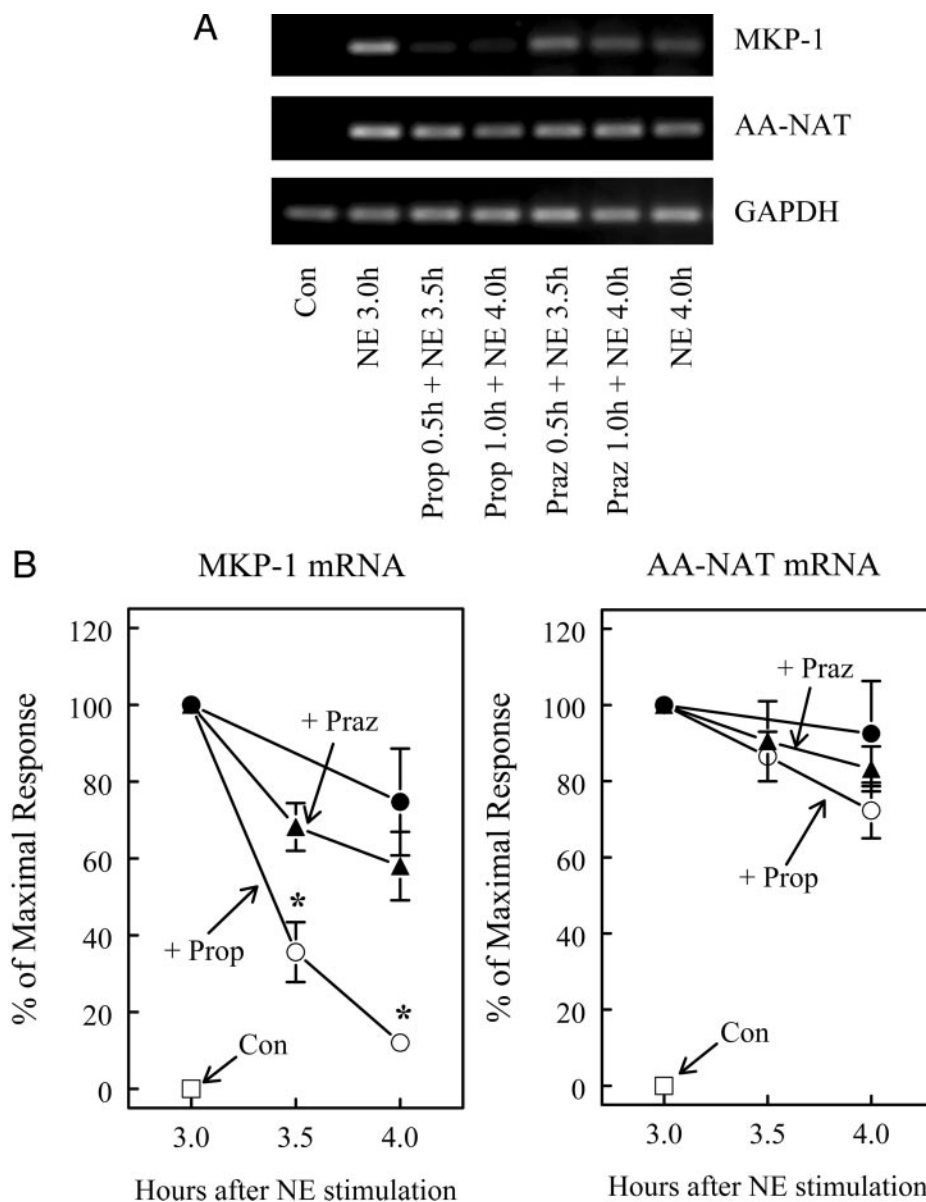 A
MKP-1
AA-NAT
GAPDH
Con
NE 3.0h
Prop 0.5h + NE 3.5h
Prop 1.0h + NE 4.0h
Praz 0.5h + NE 3.5h
Praz 1.0h + NE 4.0h
NE 4.0h
B
MKP-1 mRNA
% of Maximal Response
120
100
80
60
40
20
0
+ Praz
+ Prop
*
*
Con
3.0 3.5 4.0
Hours after NE stimulation
AA-NAT mRNA
% of Maximal Response
120
100
80
60
40
20
0
+ Praz
+ Prop
Con
3.0 3.5 4.0
Hours after NE stimulation